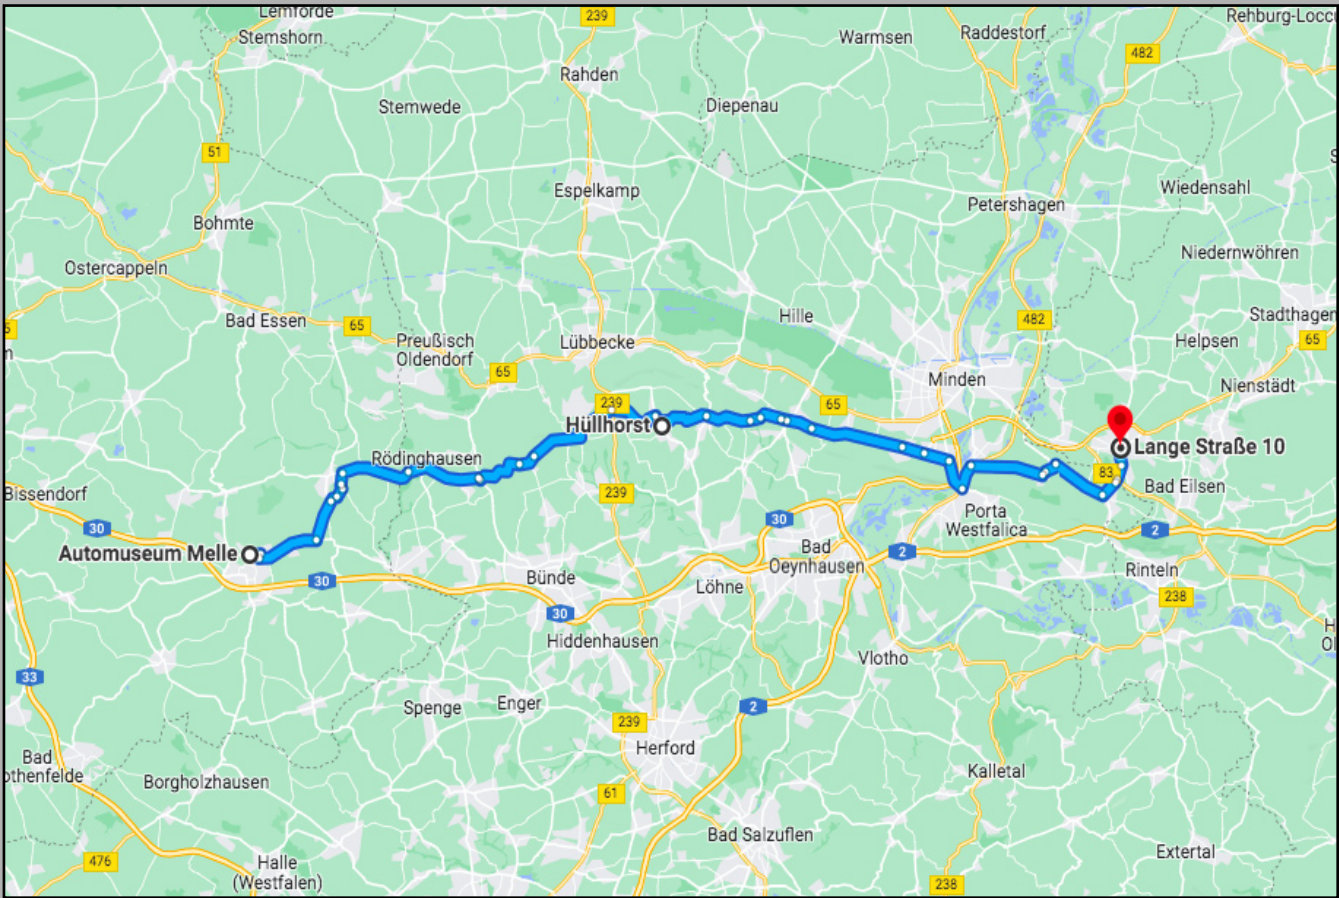 Lemförde
Stemshorn
239
Warmsen
Raddestorf
Rehburg-Locc
482
Rahden
Stemwede
Diepenau
51
Espelkamp
Wiedensahl
Petershagen
Bohmte
Niedernwöhren
Ostercappeln
Bad Essen
65
Hille
482
Stadthagen
Preußisch
Oldendorf
Lübbecke
Helpsen
65
65
Minden
Nienstädt
239
65
Hüllhorst
Lange Straße 10
Rödinghausen
83
Bad Eilsen
Bissendorf
239
Porta
Westfalica
30
30
2
Automuseum Melle
2
Bad
Oeynhausen
30
Bünde
Löhne
Rinteln
238
30
Hiddenhausen
Vlotho
33
Spenge
Enger
2
239
Herford
Bad
othenfelde
Borgholzhausen
Kalletal
61
Bad Salzuflen
476
Halle
(Westfalen)
Extertal
238